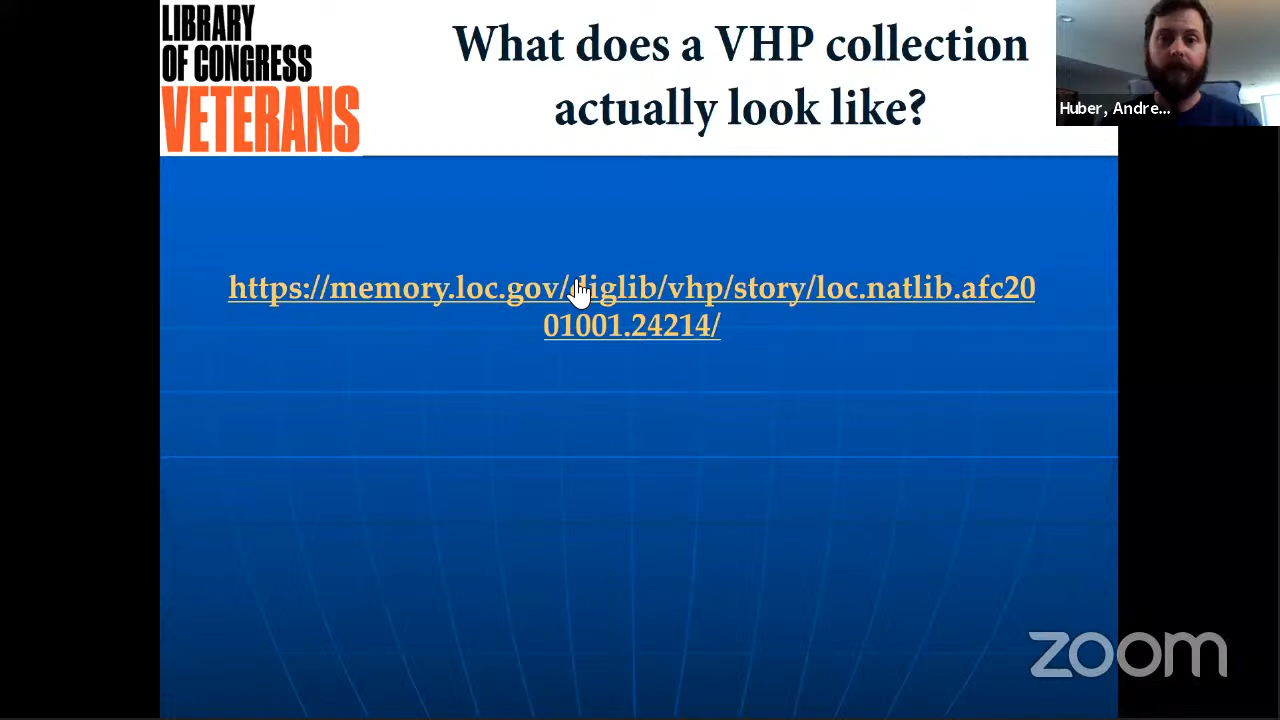 LIBRARY
OF CONGRESS
VETERANS
What does a VHP collection
actually look like?
Huber, Andre...
https://memory.loc.gov/diglib/vhp/story/loc.natlib.afc20
01001.24214/
zoom